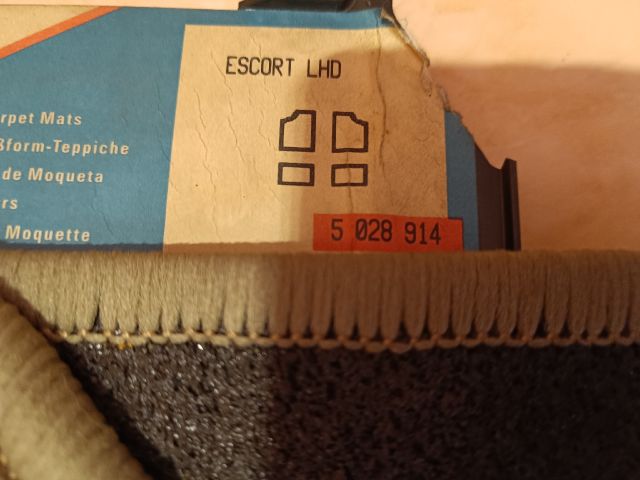 ESCORT LHD
rpet Mats
ßform-Teppiche
de Moqueta
rs
Moquette
5 028 914